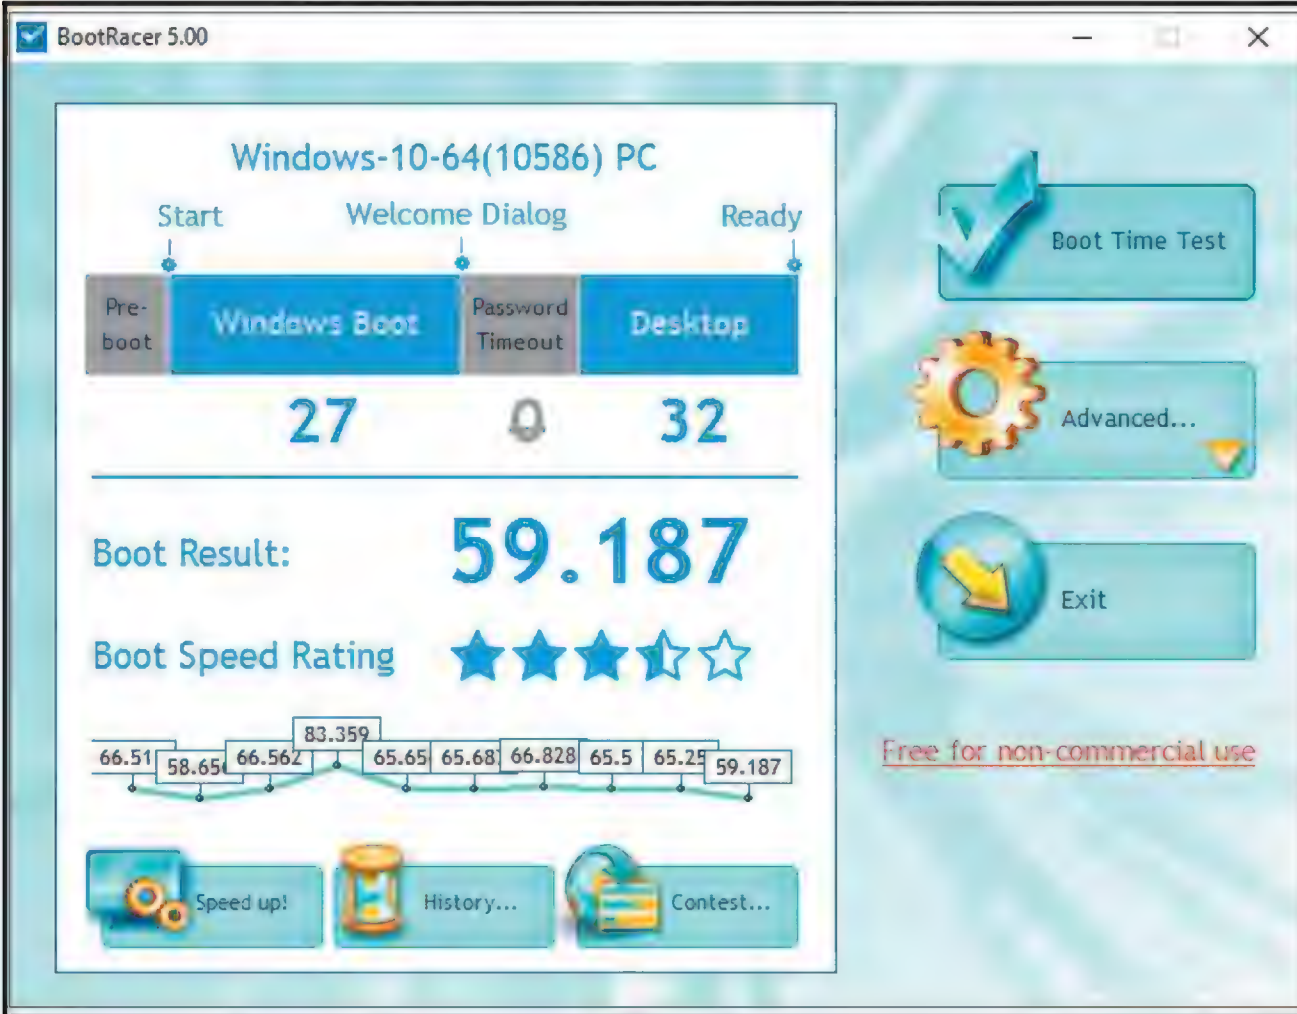 BootRacer 5.00
Windows-10-64(10586) PC
Start Welcome Dialog Ready
Pre-boot
Windows Boot
Password
Timeout
Desktop
27 0 32
Boot Result: 59.187
Boot Speed Rating
83.359
66.51 58.65 66.562 65.65 65.68 66.828 65.5 65.25 59.187
Speed up! History... Contest...
Boot Time Test
Advanced...
Exit
Free for non-commercial use